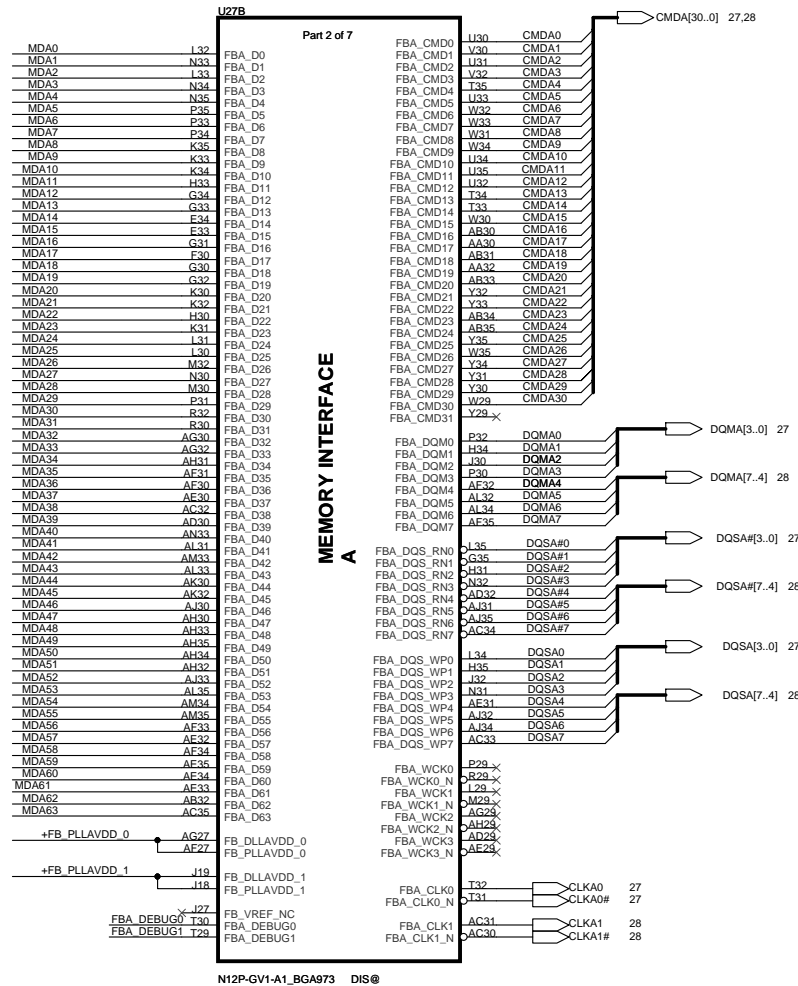 U27B
Part 2 of 7
MDA0 L32 FBA_D0
MDA1 N33 FBA_D1
MDA2 L33 FBA_D2
MDA3 N34 FBA_D3
MDA4 N35 FBA_D4
MDA5 P35 FBA_D5
MDA6 P33 FBA_D6
MDA7 P34 FBA_D7
MDA8 K35 FBA_D8
MDA9 K33 FBA_D9
MDA10 K34 FBA_D10
MDA11 H33 FBA_D11
MDA12 G34 FBA_D12
MDA13 G33 FBA_D13
MDA14 E34 FBA_D14
MDA15 E33 FBA_D15
MDA16 G31 FBA_D16
MDA17 F30 FBA_D17
MDA18 G30 FBA_D18
MDA19 G32 FBA_D19
MDA20 K30 FBA_D20
MDA21 K32 FBA_D21
MDA22 H30 FBA_D22
MDA23 K31 FBA_D23
MDA24 L31 FBA_D24
MDA25 L30 FBA_D25
MDA26 M32 FBA_D26
MDA27 N30 FBA_D27
MDA28 M30 FBA_D28
MDA29 P31 FBA_D29
MDA30 R32 FBA_D30
MDA31 R30 FBA_D31
MDA32 AG30 FBA_D32
MDA33 AG32 FBA_D33
MDA34 AH31 FBA_D34
MDA35 AF31 FBA_D35
MDA36 AF30 FBA_D36
MDA37 AE30 FBA_D37
MDA38 AC32 FBA_D38
MDA39 AD30 FBA_D39
MDA40 AN33 FBA_D40
MDA41 AL31 FBA_D41
MDA42 AM33 FBA_D42
MDA43 AL33 FBA_D43
MDA44 AK30 FBA_D44
MDA45 AK32 FBA_D45
MDA46 AJ30 FBA_D46
MDA47 AH30 FBA_D47
MDA48 AH33 FBA_D48
MDA49 AH35 FBA_D49
MDA50 AH34 FBA_D50
MDA51 AH32 FBA_D51
MDA52 AJ33 FBA_D52
MDA53 AL35 FBA_D53
MDA54 AM34 FBA_D54
MDA55 AM35 FBA_D55
MDA56 AF33 FBA_D56
MDA57 AE32 FBA_D57
MDA58 AF34 FBA_D58
MDA59 AE35 FBA_D59
MDA60 AE34 FBA_D60
MDA61 AE33 FBA_D61
MDA62 AB32 FBA_D62
MDA63 AC35 FBA_D63
+FB_PLLAVDD_0 AG27 FB_DLLAVDD_0
AF27 FB_PLLAVDD_0
+FB_PLLAVDD_1 J19 FB_DLLAVDD_1
J18 FB_PLLAVDD_1
J27 FB_VREF_NC
FBA_DEBUG0 T30 FBA_DEBUG0
FBA_DEBUG1 T29 FBA_DEBUG1
MEMORY INTERFACE
A
FBA_CMD0 U30 CMDA0
FBA_CMD1 V30 CMDA1
FBA_CMD2 U31 CMDA2
FBA_CMD3 V32 CMDA3
FBA_CMD4 T35 CMDA4
FBA_CMD5 U33 CMDA5
FBA_CMD6 W32 CMDA6
FBA_CMD7 W33 CMDA7
FBA_CMD8 W31 CMDA8
FBA_CMD9 W34 CMDA9
FBA_CMD10 U34 CMDA10
FBA_CMD11 U35 CMDA11
FBA_CMD12 U32 CMDA12
FBA_CMD13 T34 CMDA13
FBA_CMD14 T33 CMDA14
FBA_CMD15 W30 CMDA15
FBA_CMD16 AB30 CMDA16
FBA_CMD17 AA30 CMDA17
FBA_CMD18 AB31 CMDA18
FBA_CMD19 AA32 CMDA19
FBA_CMD20 AB33 CMDA20
FBA_CMD21 Y32 CMDA21
FBA_CMD22 Y33 CMDA22
FBA_CMD23 AB34 CMDA23
FBA_CMD24 AB35 CMDA24
FBA_CMD25 Y35 CMDA25
FBA_CMD26 W35 CMDA26
FBA_CMD27 Y34 CMDA27
FBA_CMD28 Y31 CMDA28
FBA_CMD29 Y30 CMDA29
FBA_CMD30 W29 CMDA30
FBA_CMD31 Y29
CMDA[30..0] 27,28
FBA_DQM0 P32 DQMA0
FBA_DQM1 H34 DQMA1
FBA_DQM2 J30 DQMA2
FBA_DQM3 P30 DQMA3
FBA_DQM4 AF32 DQMA4
FBA_DQM5 AL32 DQMA5
FBA_DQM6 AL34 DQMA6
FBA_DQM7 AF35 DQMA7
DQMA[3..0] 27
DQMA[7..4] 28
FBA_DQS_RN0 L35 DQSA#0
FBA_DQS_RN1 G35 DQSA#1
FBA_DQS_RN2 H31 DQSA#2
FBA_DQS_RN3 N32 DQSA#3
FBA_DQS_RN4 AD32 DQSA#4
FBA_DQS_RN5 AJ31 DQSA#5
FBA_DQS_RN6 AJ35 DQSA#6
FBA_DQS_RN7 AC34 DQSA#7
DQSA#[3..0] 27
DQSA#[7..4] 28
FBA_DQS_WP0 L34 DQSA0
FBA_DQS_WP1 H35 DQSA1
FBA_DQS_WP2 J32 DQSA2
FBA_DQS_WP3 N31 DQSA3
FBA_DQS_WP4 AE31 DQSA4
FBA_DQS_WP5 AJ32 DQSA5
FBA_DQS_WP6 AJ34 DQSA6
FBA_DQS_WP7 AC33 DQSA7
DQSA[3..0] 27
DQSA[7..4] 28
FBA_WCK0 P29
FBA_WCK0_N R29
FBA_WCK1 L29
FBA_WCK1_N M29
FBA_WCK2 AG29
FBA_WCK2_N AH29
FBA_WCK3 AD29
FBA_WCK3_N AE29
FBA_CLK0 T32 CLKA0 27
FBA_CLK0_N T31 CLKA0# 27
FBA_CLK1 AC31 CLKA1 28
FBA_CLK1_N AC30 CLKA1# 28
N12P-GV1-A1_BGA973 DIS@